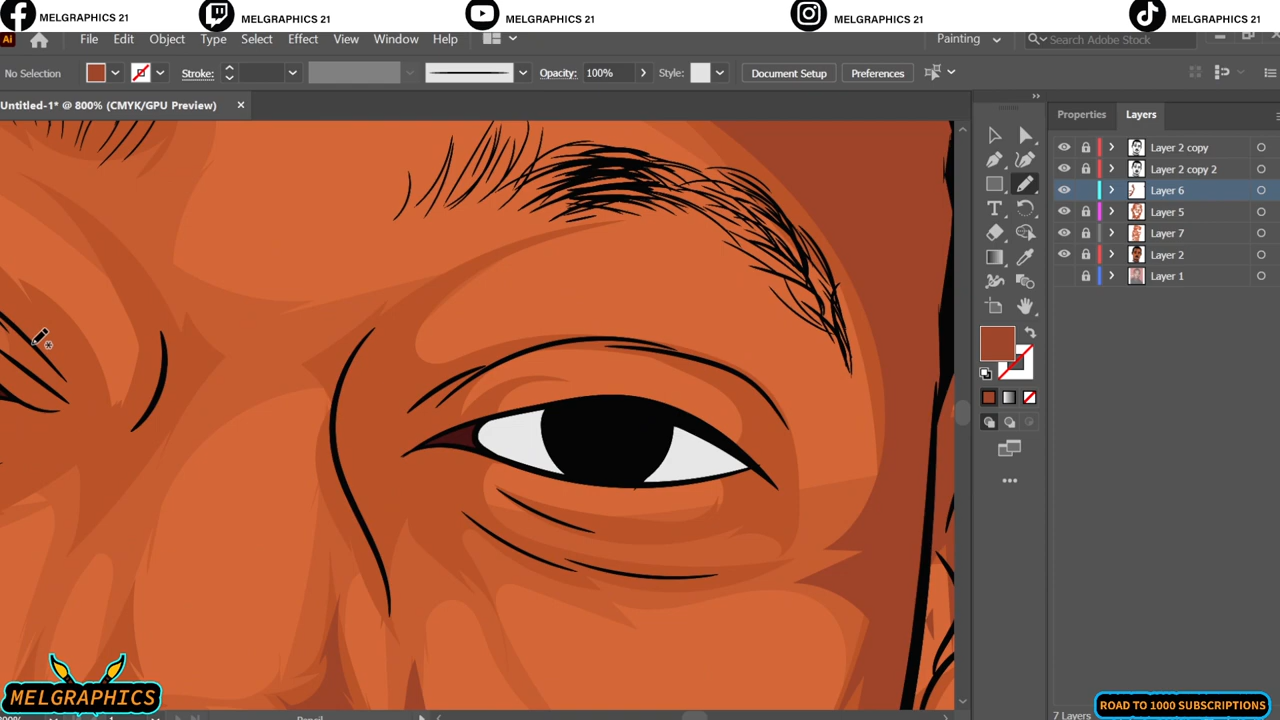 MELGRAPHICS 21
MELGRAPHICS 21
MELGRAPHICS 21
MELGRAPHICS 21
MELGRAPHICS 21
Ai
File Edit Object Type Select Effect View Window Help
Painting
Search Adobe Stock
No Selection
Stroke:
Opacity: 100%
Style:
Document Setup
Preferences
Untitled-1* @ 800% (CMYK/GPU Preview)
Properties
Layers
Layer 2 copy
Layer 2 copy 2
Layer 6
Layer 5
Layer 7
Layer 2
Layer 1
MELGRAPHICS
ROAD TO 1000 SUBSCRIPTIONS
7 Layers